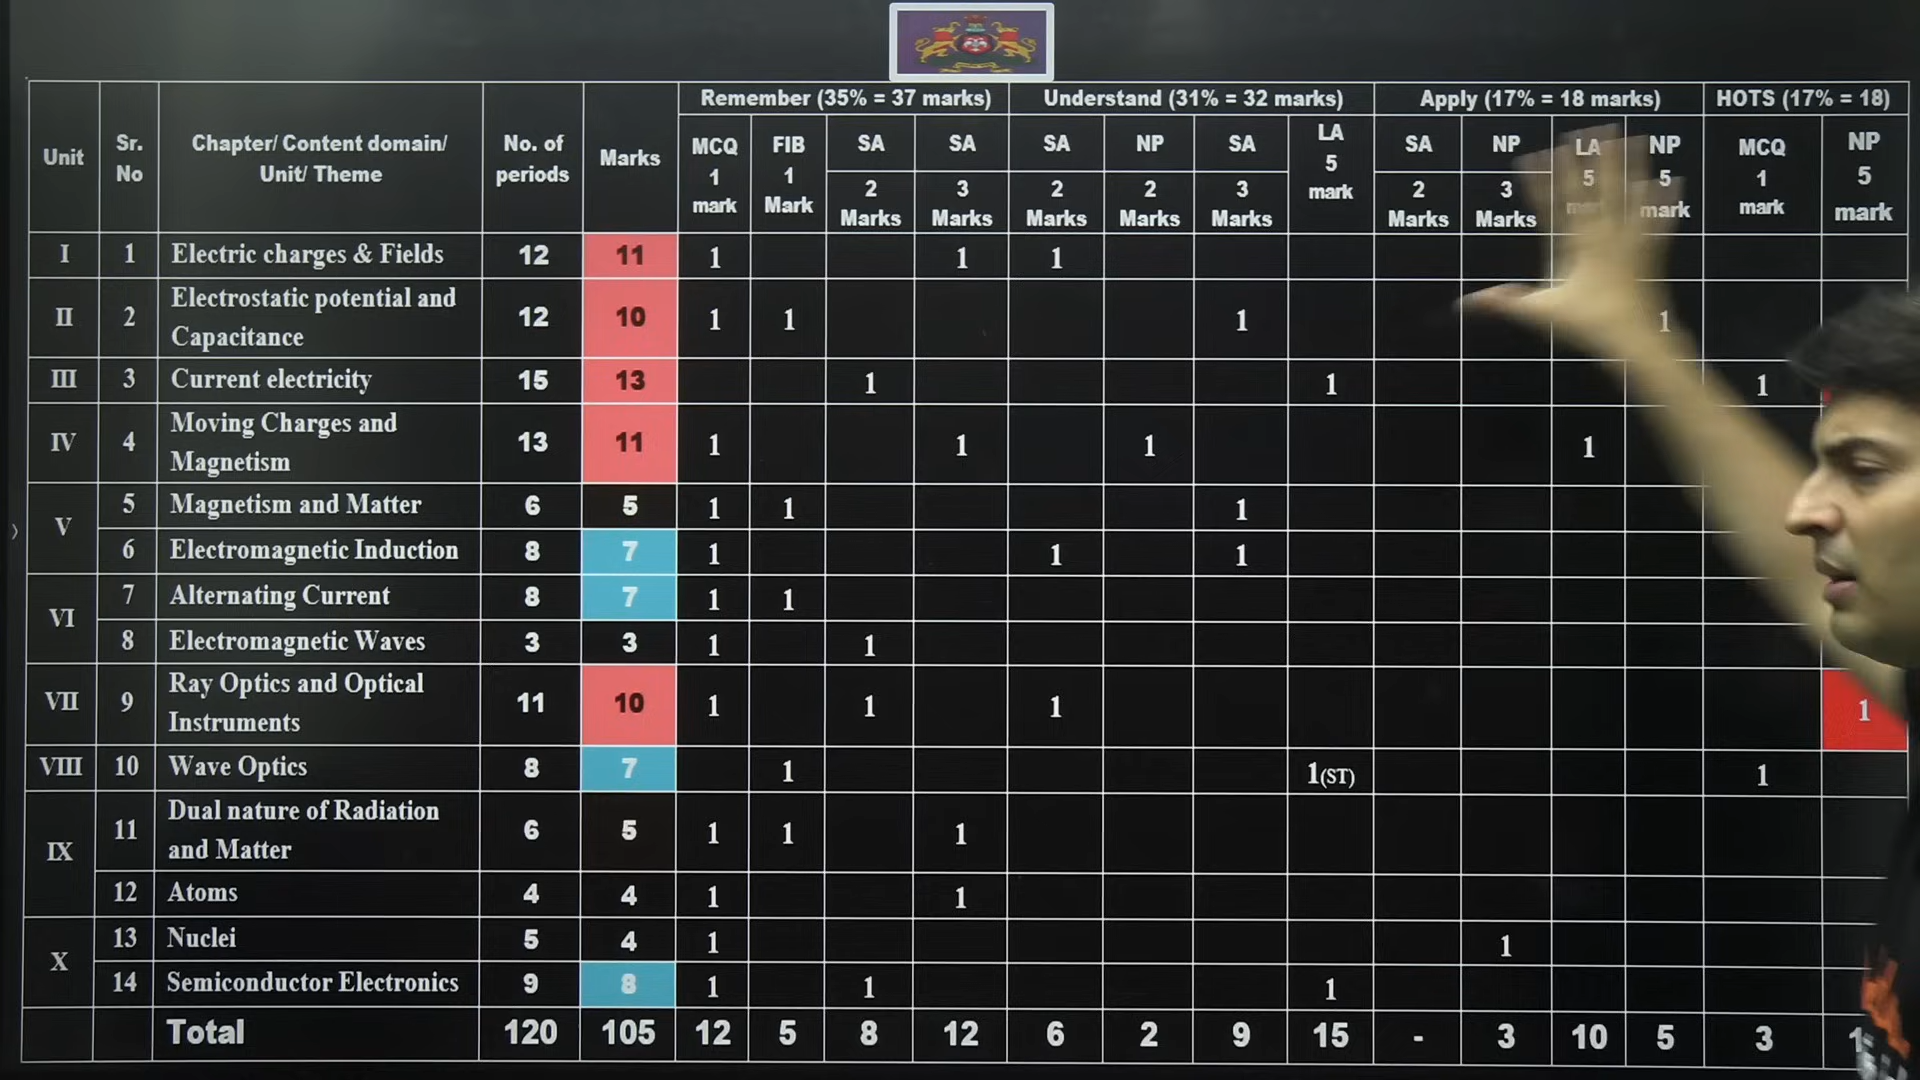 Remember (35% = 37 marks) Understand (31% = 32 marks) Apply (17% = 18 marks) HOTS (17% = 18)
Unit Sr. No Chapter/ Content domain/ Unit/ Theme No. of periods Marks MCQ 1 mark FIB 1 Mark SA 2 Marks SA 3 Marks SA 2 Marks NP 2 Marks SA 3 Marks LA 5 mark SA 2 Marks NP 3 Marks LA 5 NP 5 mark MCQ 1 mark NP 5 mark
I 1 Electric charges & Fields 12 11 1 1 1
II 2 Electrostatic potential and Capacitance 12 10 1 1 1 1
III 3 Current electricity 15 13 1 1 1
IV 4 Moving Charges and Magnetism 13 11 1 1 1 1
V 5 Magnetism and Matter 6 5 1 1 1
6 Electromagnetic Induction 8 7 1 1 1
VI 7 Alternating Current 8 7 1 1
8 Electromagnetic Waves 3 3 1 1
VII 9 Ray Optics and Optical Instruments 11 10 1 1 1 1
VIII 10 Wave Optics 8 7 1 1(ST) 1
IX 11 Dual nature of Radiation and Matter 6 5 1 1 1
12 Atoms 4 4 1 1
X 13 Nuclei 5 4 1 1
14 Semiconductor Electronics 9 8 1 1 1
Total 120 105 12 5 8 12 6 2 9 15 - 3 10 5 3